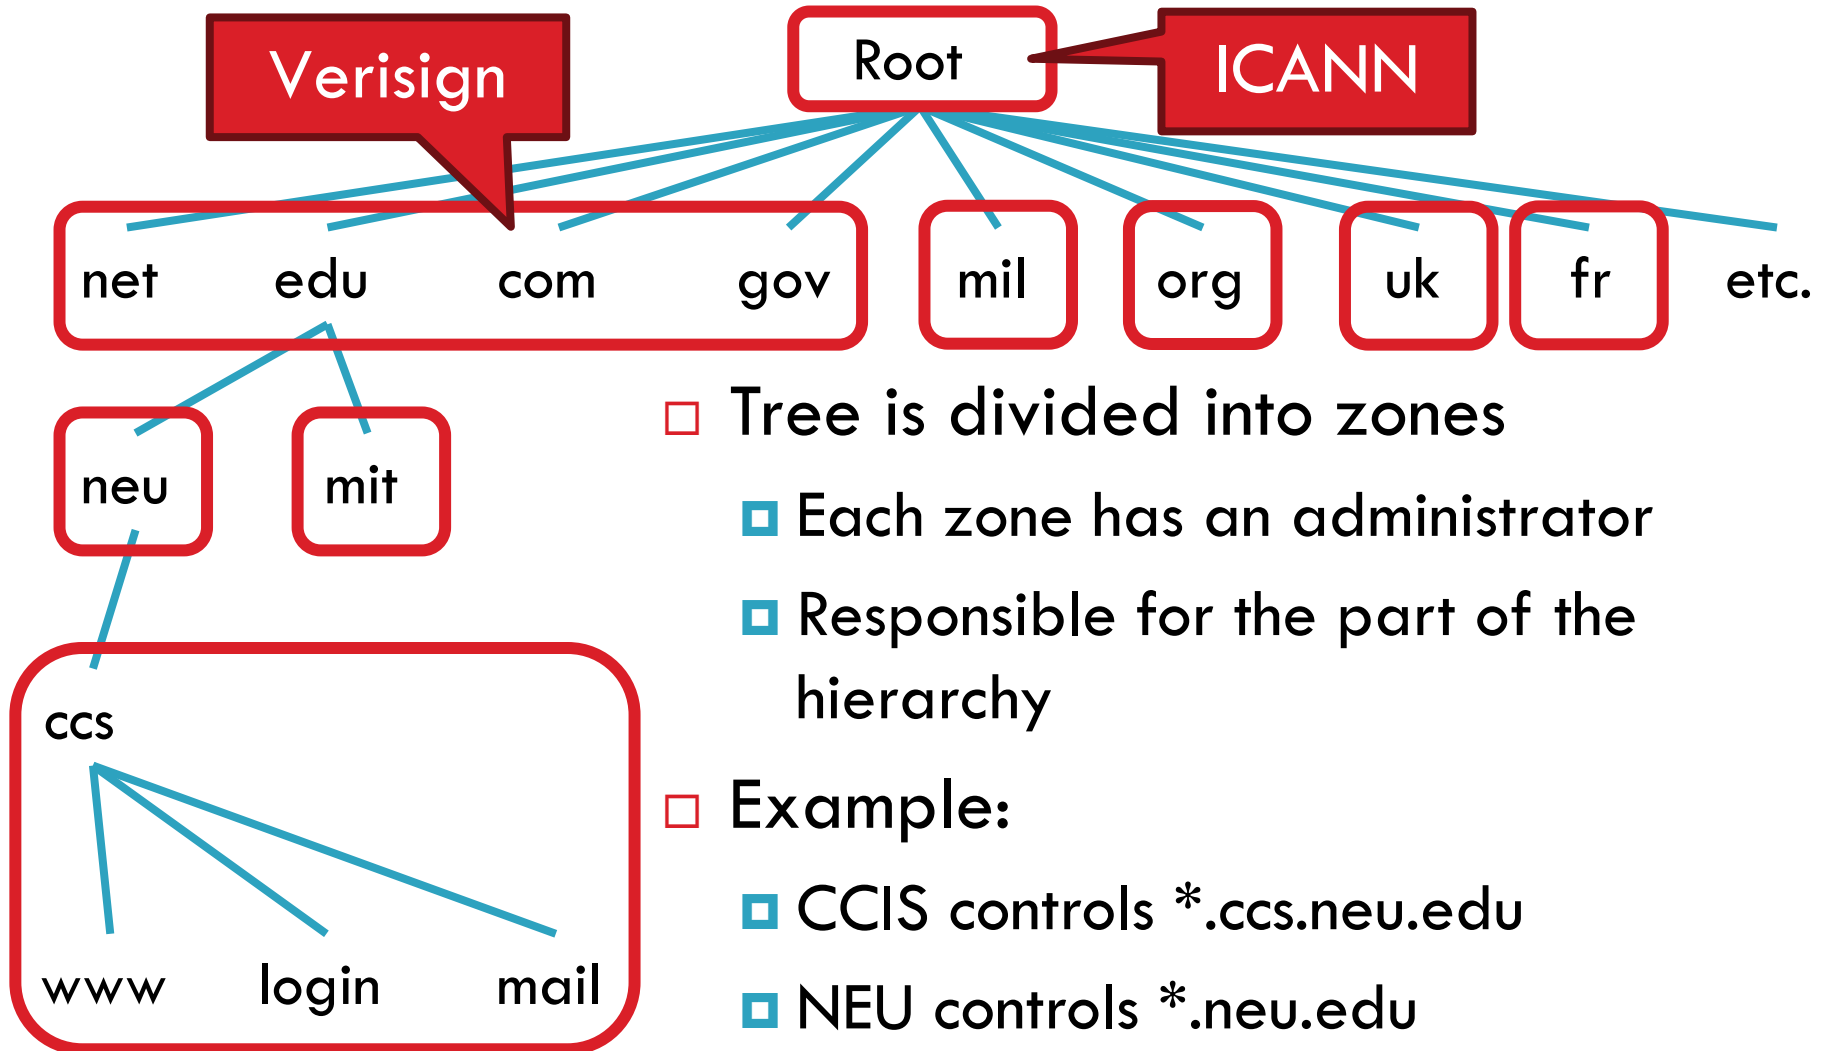 Verisign
Root
ICANN
net edu com gov mil org uk fr etc.
neu mit
ccs
www login mail
Tree is divided into zones
Each zone has an administrator
Responsible for the part of the
hierarchy
Example:
CCIS controls *.ccs.neu.edu
NEU controls *.neu.edu